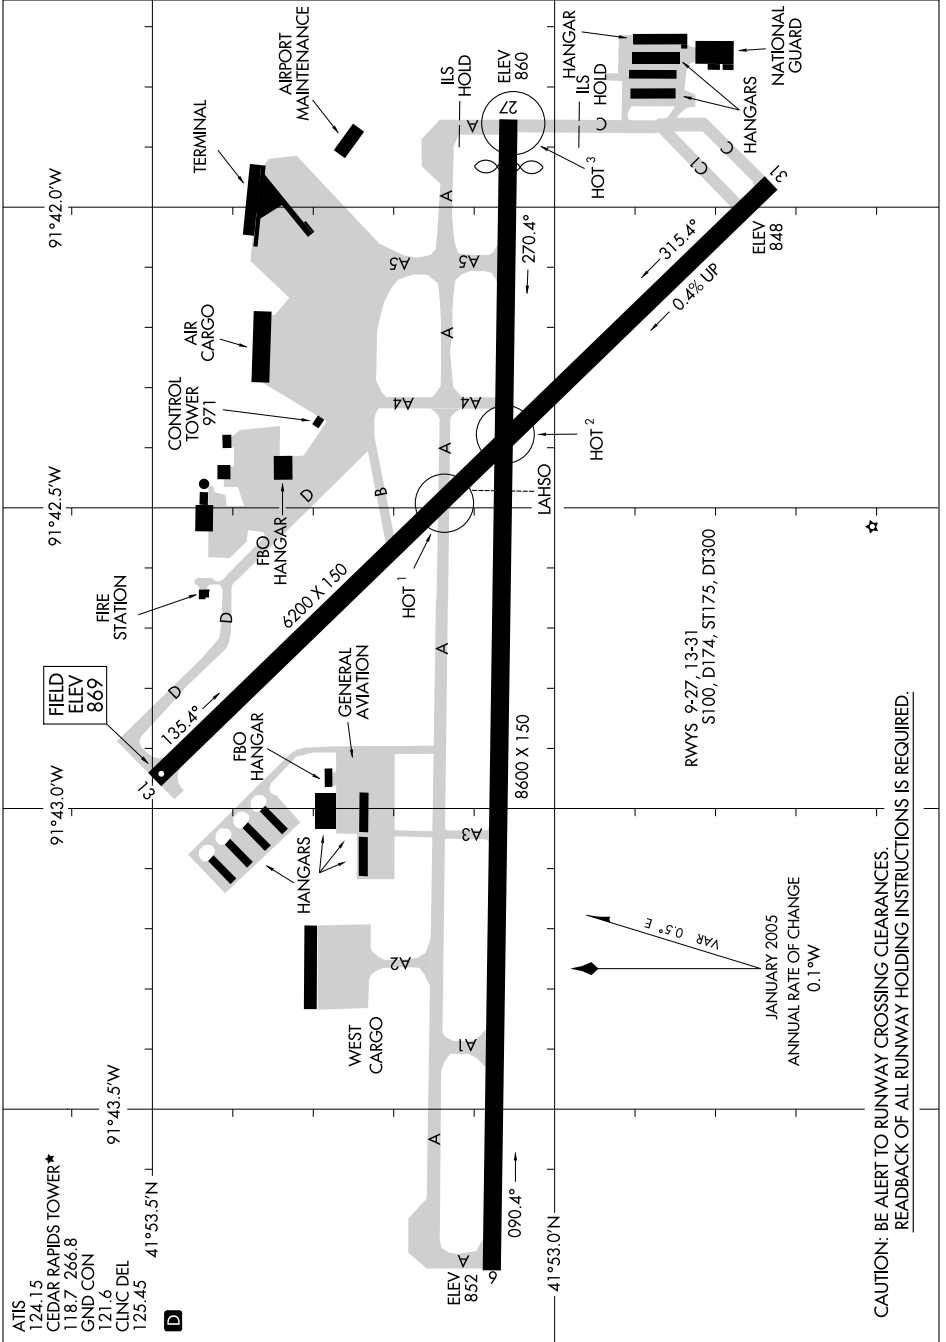 ATIS
124.15
CEDAR RAPIDS TOWER★
118.7 266.8
GND CON
121.6
CLNC DEL
125.45
D
91°43.5'W
91°43.0'W
91°42.5'W
91°42.0'W
41°53.5'N
41°53.0'N
FIELD
ELEV
869
FIRE
STATION
CONTROL
TOWER
971
AIR
CARGO
TERMINAL
AIRPORT
MAINTENANCE
13
135.4°
D
D
D
6200 X 150
FBO
HANGAR
FBO
HANGAR
GENERAL
AVIATION
HANGARS
WEST
CARGO
B
HOT 1
A
A
A
A
A
A
A
A1
A2
A3
A4
A4
A5
A5
ILS
HOLD
ELEV
860
27
ILS
HOLD
HANGAR
NATIONAL
GUARD
HANGARS
ELEV
852
9
090.4°
8600 X 150
LAHSO
HOT 2
270.4°
HOT 3
C
C
C1
315.4°
0.4% UP
31
ELEV
848
VAR 0.5° E
JANUARY 2005
ANNUAL RATE OF CHANGE
0.1°W
RWYS 9-27, 13-31
S100, D174, ST175, DT300
CAUTION: BE ALERT TO RUNWAY CROSSING CLEARANCES.
READBACK OF ALL RUNWAY HOLDING INSTRUCTIONS IS REQUIRED.